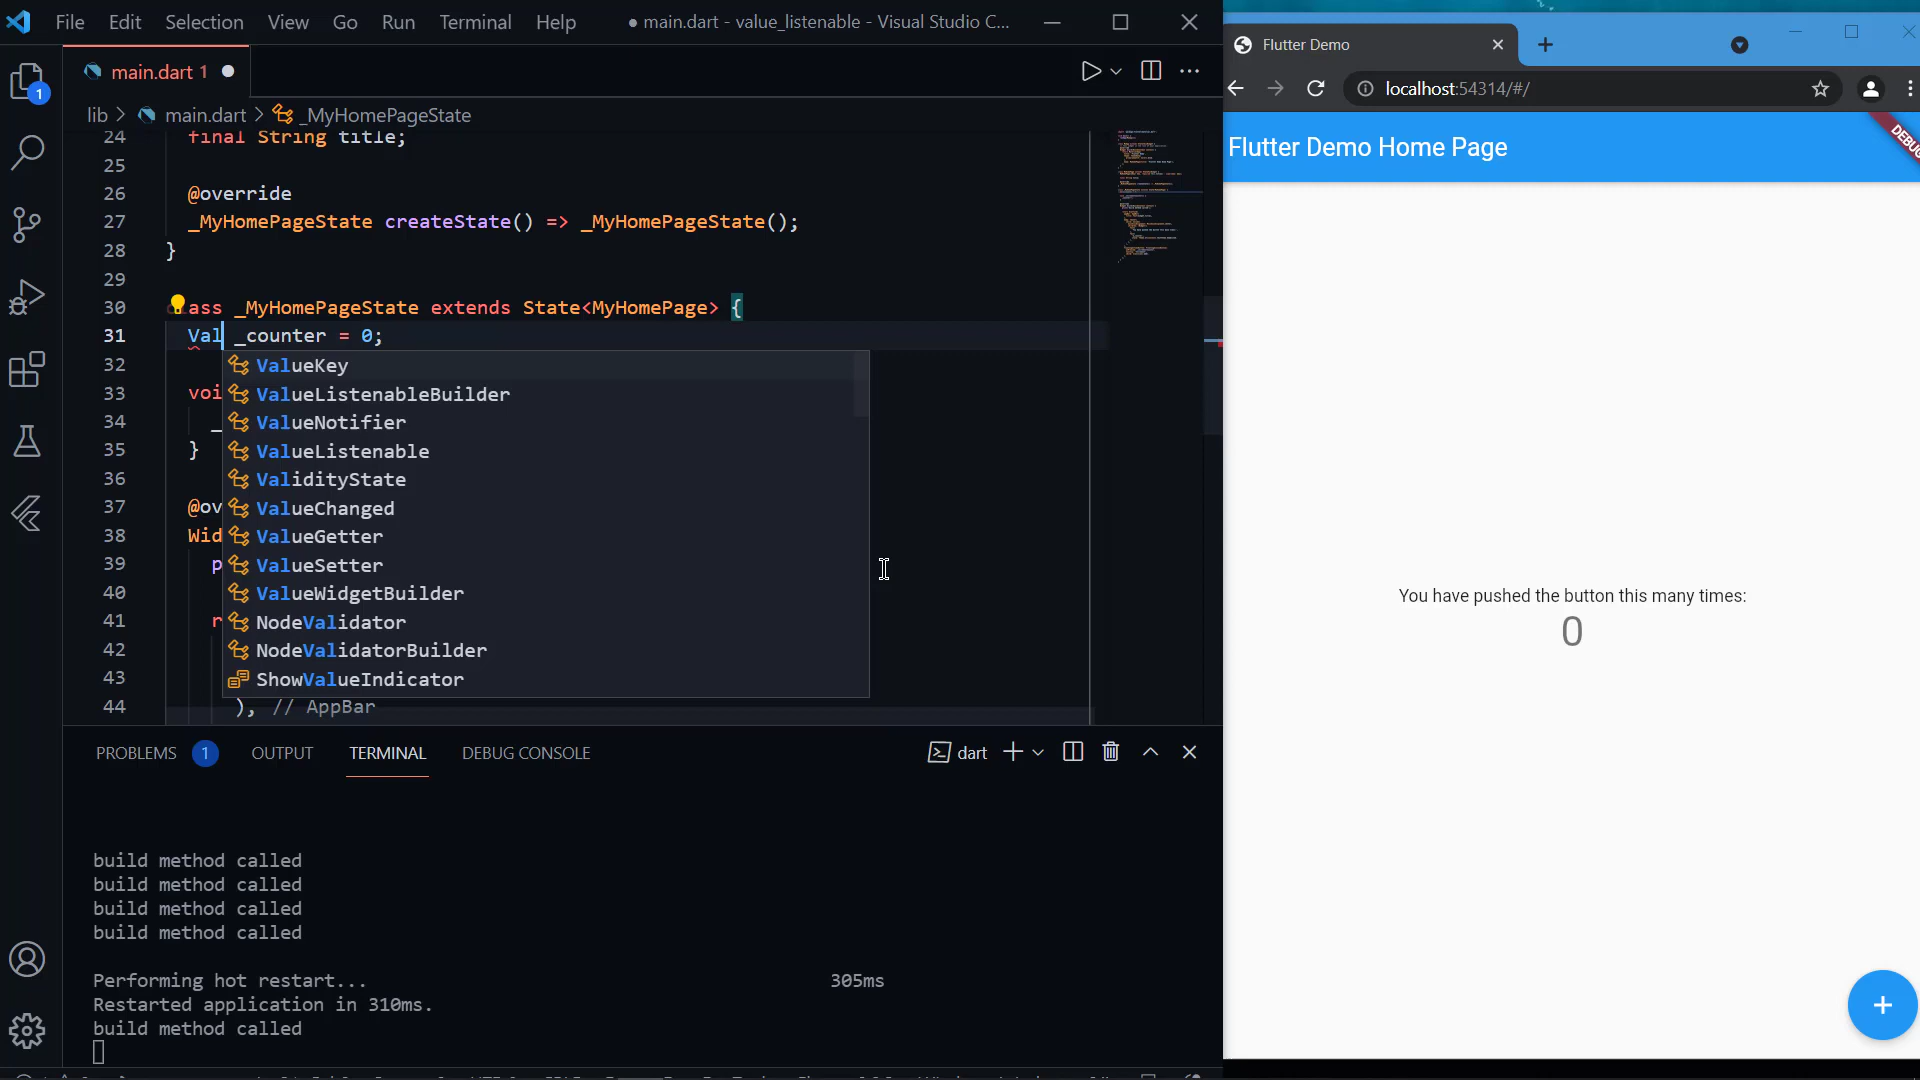 File Edit Selection View Go Run Terminal Help
● main.dart - value_listenable - Visual Studio C...
main.dart 1
lib > main.dart > _MyHomePageState
24 final String title;
25
26 @override
27 _MyHomePageState createState() => _MyHomePageState();
28 }
29
30 class _MyHomePageState extends State<MyHomePage> {
31 Val _counter = 0;
32 ValueKey
ValueListenableBuilder
33 voi
34 _ ValueNotifier
35 } ValueListenable
36 ValidityState
37 @ov ValueChanged
38 Wid ValueGetter
39 p ValueSetter
40 ValueWidgetBuilder
41 r NodeValidator
42 NodeValidatorBuilder
43 ShowValueIndicator
44 ), // AppBar
PROBLEMS 1 OUTPUT TERMINAL DEBUG CONSOLE
dart
build method called
build method called
build method called
build method called
Performing hot restart... 305ms
Restarted application in 310ms.
build method called
1
Flutter Demo
localhost:54314/#/
Flutter Demo Home Page
DEBUG
You have pushed the button this many times:
0